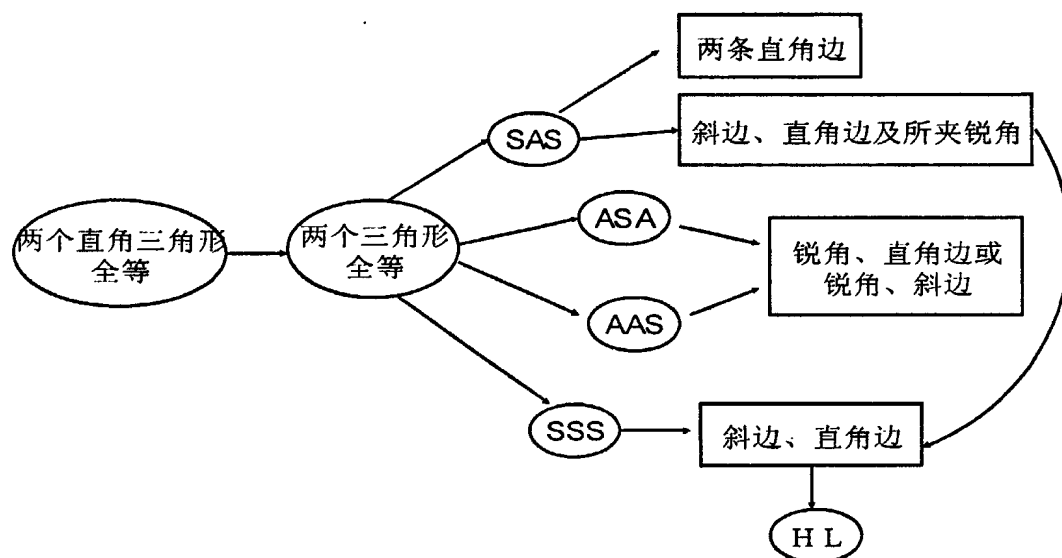 两条直角边
斜边、直角边及所夹锐角
SAS
ASA
两个直角三角形
全等
两个三角形
全等
锐角、直角边或
锐角、斜边
AAS
SSS
斜边、直角边
HL